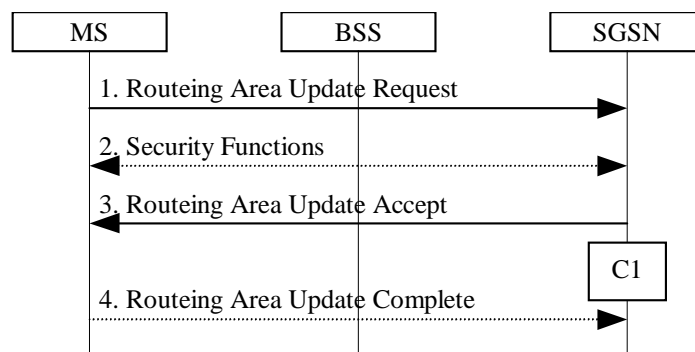 MS
BSS
SGSN
1. Routeing Area Update Request
2. Security Functions
3. Routeing Area Update Accept
C1
4. Routeing Area Update Complete